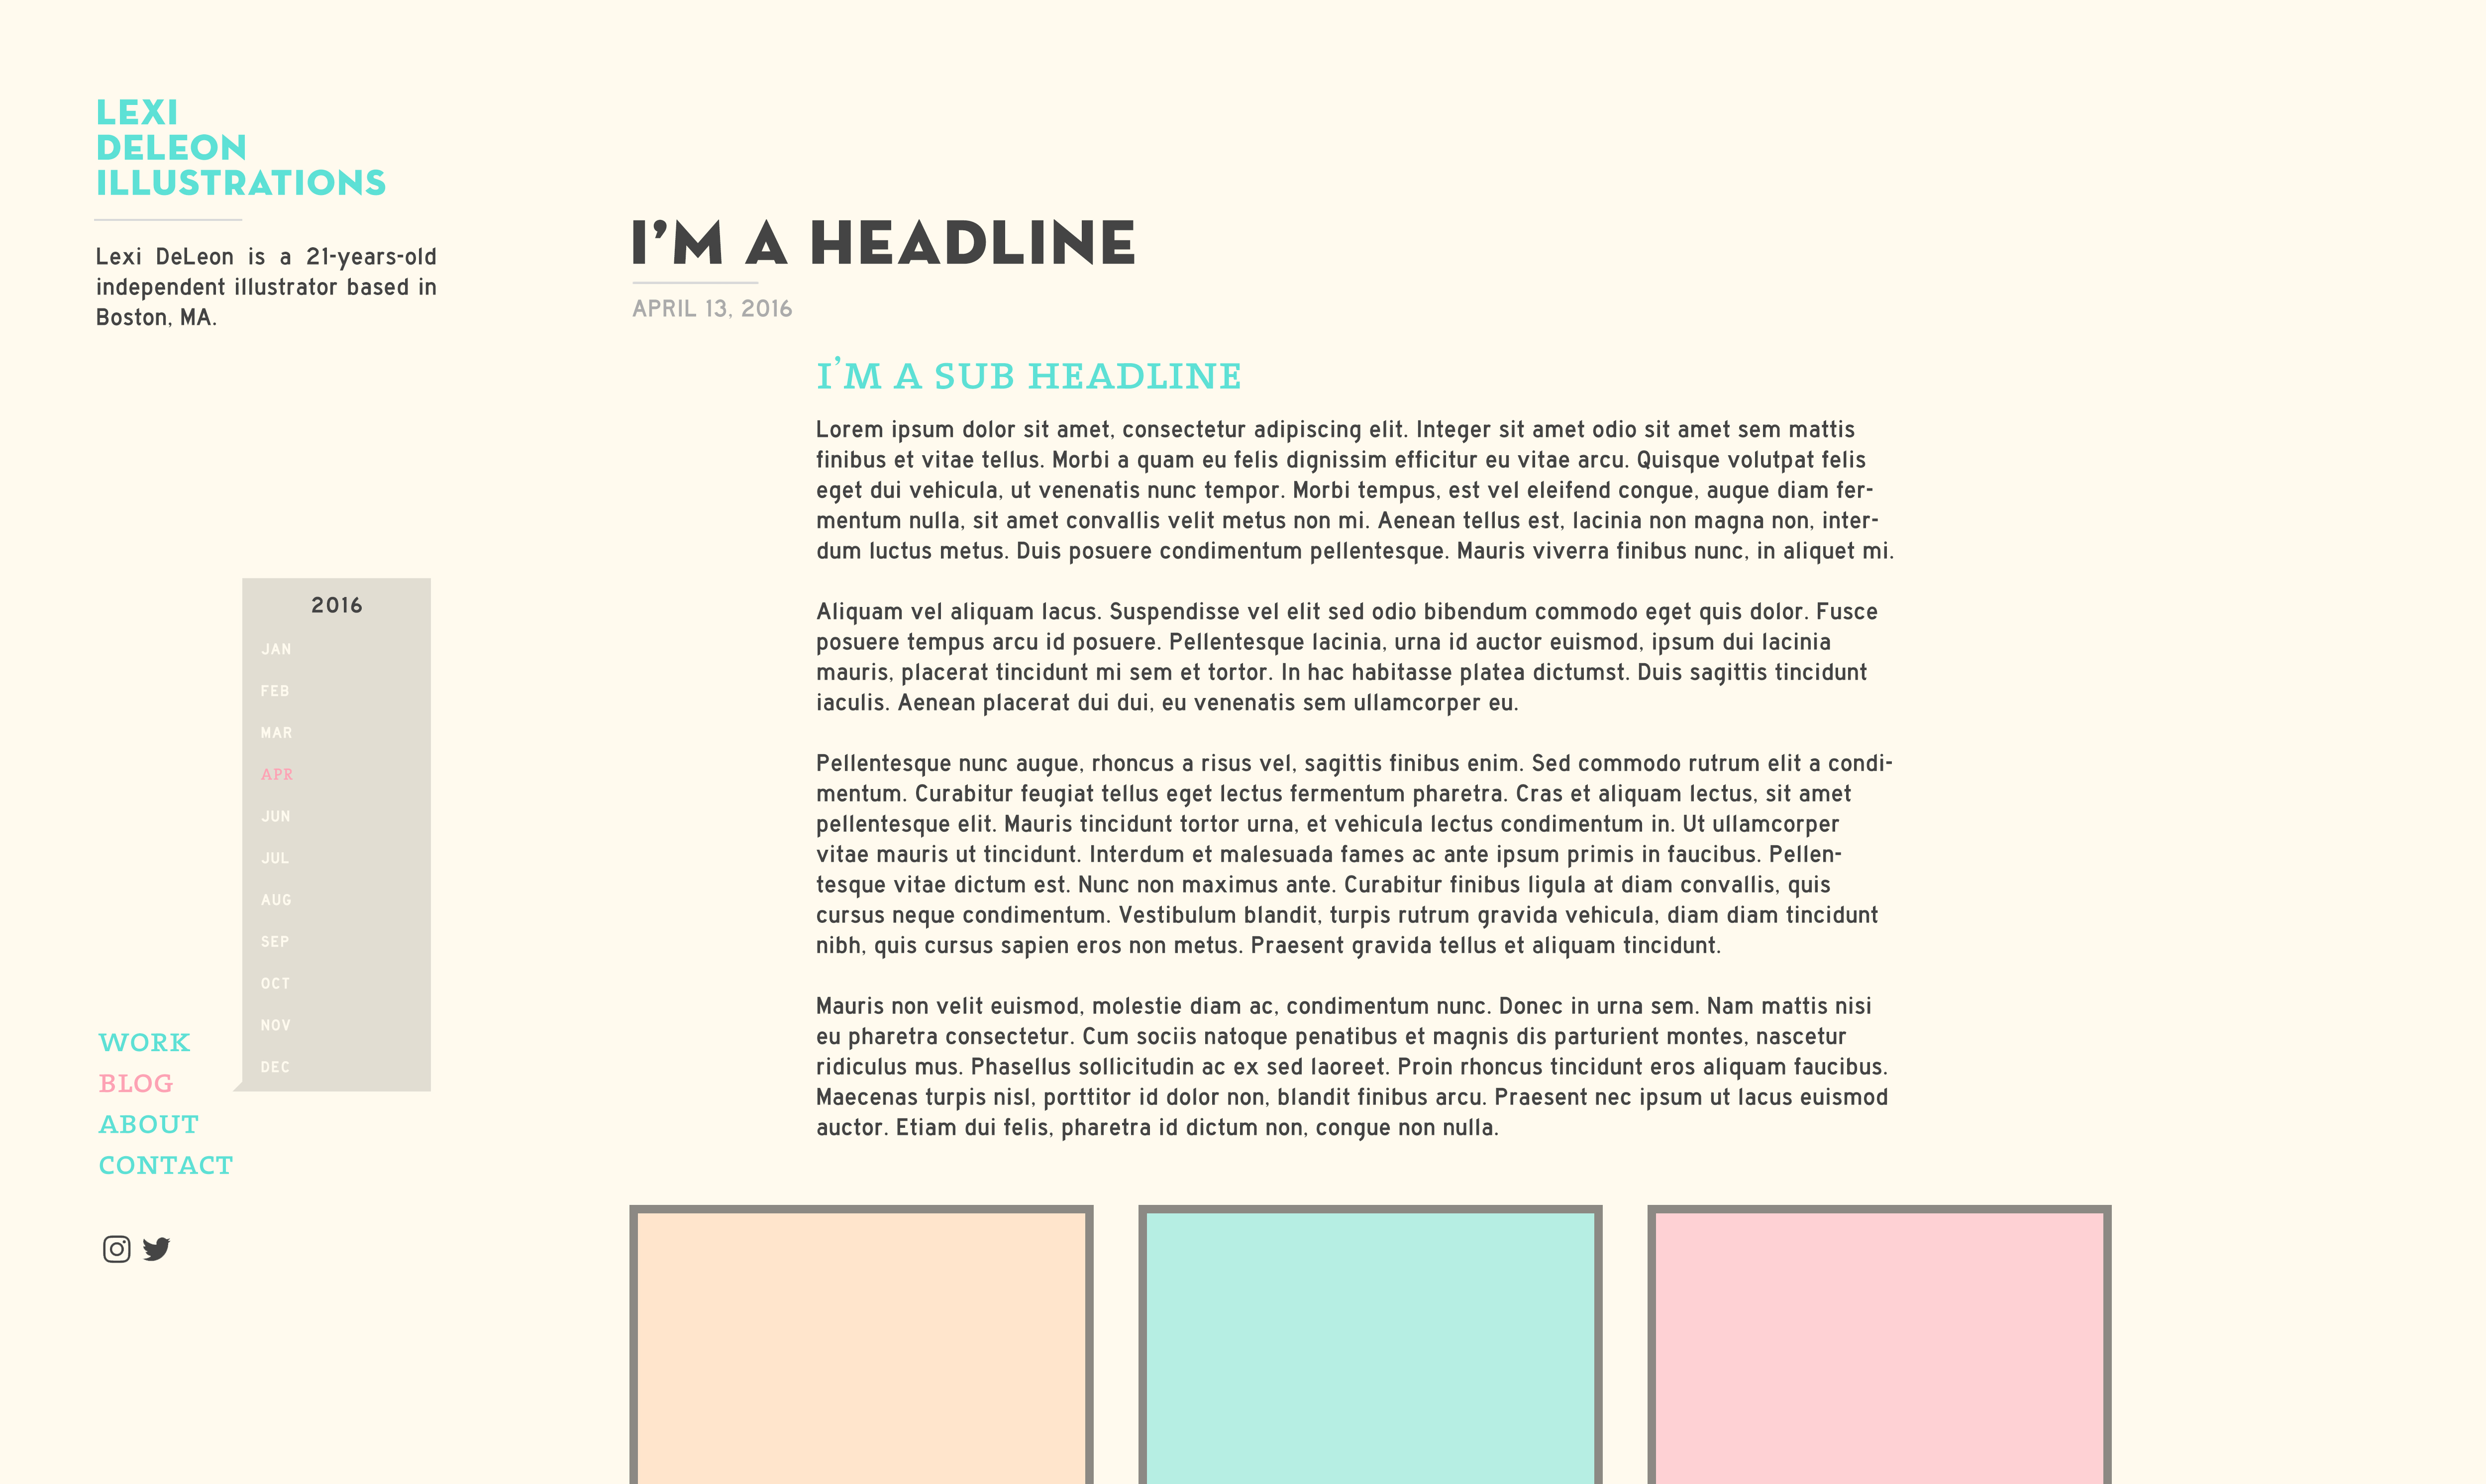 LEXI
DELEON
ILLUSTRATIONS
Lexi DeLeon is a 21-years-old
independent illustrator based in
Boston, MA.
2016
JAN
FEB
MAR
APR
JUN
JUL
AUG
SEP
OCT
NOV
DEC
WORK
BLOG
ABOUT
CONTACT
I'M A HEADLINE
APRIL 13, 2016
I'M A SUB HEADLINE
Lorem ipsum dolor sit amet, consectetur adipiscing elit. Integer sit amet odio sit amet sem mattis
finibus et vitae tellus. Morbi a quam eu felis dignissim efficitur eu vitae arcu. Quisque volutpat felis
eget dui vehicula, ut venenatis nunc tempor. Morbi tempus, est vel eleifend congue, augue diam fer-
mentum nulla, sit amet convallis velit metus non mi. Aenean tellus est, lacinia non magna non, inter-
dum luctus metus. Duis posuere condimentum pellentesque. Mauris viverra finibus nunc, in aliquet mi.
Aliquam vel aliquam lacus. Suspendisse vel elit sed odio bibendum commodo eget quis dolor. Fusce
posuere tempus arcu id posuere. Pellentesque lacinia, urna id auctor euismod, ipsum dui lacinia
mauris, placerat tincidunt mi sem et tortor. In hac habitasse platea dictumst. Duis sagittis tincidunt
iaculis. Aenean placerat dui dui, eu venenatis sem ullamcorper eu.
Pellentesque nunc augue, rhoncus a risus vel, sagittis finibus enim. Sed commodo rutrum elit a condi-
mentum. Curabitur feugiat tellus eget lectus fermentum pharetra. Cras et aliquam lectus, sit amet
pellentesque elit. Mauris tincidunt tortor urna, et vehicula lectus condimentum in. Ut ullamcorper
vitae mauris ut tincidunt. Interdum et malesuada fames ac ante ipsum primis in faucibus. Pellen-
tesque vitae dictum est. Nunc non maximus ante. Curabitur finibus ligula at diam convallis, quis
cursus neque condimentum. Vestibulum blandit, turpis rutrum gravida vehicula, diam diam tincidunt
nibh, quis cursus sapien eros non metus. Praesent gravida tellus et aliquam tincidunt.
Mauris non velit euismod, molestie diam ac, condimentum nunc. Donec in urna sem. Nam mattis nisi
eu pharetra consectetur. Cum sociis natoque penatibus et magnis dis parturient montes, nascetur
ridiculus mus. Phasellus sollicitudin ac ex sed laoreet. Proin rhoncus tincidunt eros aliquam faucibus.
Maecenas turpis nisl, porttitor id dolor non, blandit finibus arcu. Praesent nec ipsum ut lacus euismod
auctor. Etiam dui felis, pharetra id dictum non, congue non nulla.